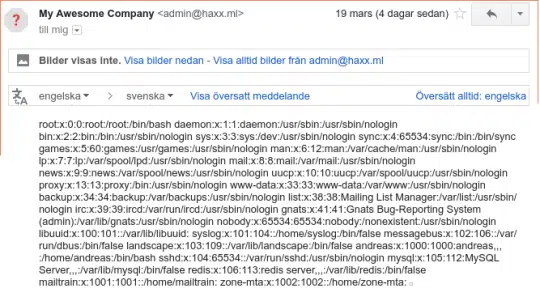 My Awesome Company <admin@haxx.ml> 19 mars (4 dagar sedan)
till mig
Bilder visas inte. Visa bilder nedan - Visa alltid bilder från admin@haxx.ml
engelska > svenska Visa översatt meddelande Översätt alltid: engelska
root:x:0:0:root:/root:/bin/bash daemon:x:1:1:daemon:/usr/sbin:/usr/sbin/nologin
bin:x:2:2:bin:/bin:/usr/sbin/nologin sys:x:3:3:sys:/dev:/usr/sbin/nologin sync:x:4:65534:sync:/bin:/bin/sync
games:x:5:60:games:/usr/games:/usr/sbin/nologin man:x:6:12:man:/var/cache/man:/usr/sbin/nologin
lp:x:7:7:lp:/var/spool/lpd:/usr/sbin/nologin mail:x:8:8:mail:/var/mail:/usr/sbin/nologin
news:x:9:9:news:/var/spool/news:/usr/sbin/nologin uucp:x:10:10:uucp:/var/spool/uucp:/usr/sbin/nologin
proxy:x:13:13:proxy:/bin:/usr/sbin/nologin www-data:x:33:33:www-data:/var/www:/usr/sbin/nologin
backup:x:34:34:backup:/var/backups:/usr/sbin/nologin list:x:38:38:Mailing List Manager:/var/list:/usr/sbin/
nologin irc:x:39:39:ircd:/var/run/ircd:/usr/sbin/nologin gnats:x:41:41:Gnats Bug-Reporting System
(admin):/var/lib/gnats:/usr/sbin/nologin nobody:x:65534:65534:nobody:/nonexistent:/usr/sbin/nologin
libuuid:x:100:101::/var/lib/libuuid: syslog:x:101:104::/home/syslog:/bin/false messagebus:x:102:106::/var/
run/dbus:/bin/false landscape:x:103:109::/var/lib/landscape:/bin/false andreas:x:1000:1000:andreas,,,
:/home/andreas:/bin/bash sshd:x:104:65534::/var/run/sshd:/usr/sbin/nologin mysql:x:105:112:MySQL
Server,,,:/var/lib/mysql:/bin/false redis:x:106:113:redis server,,,:/var/lib/redis:/bin/false
mailtrain:x:1001:1001::/home/mailtrain: zone-mta:x:1002:1002::/home/zone-mta: